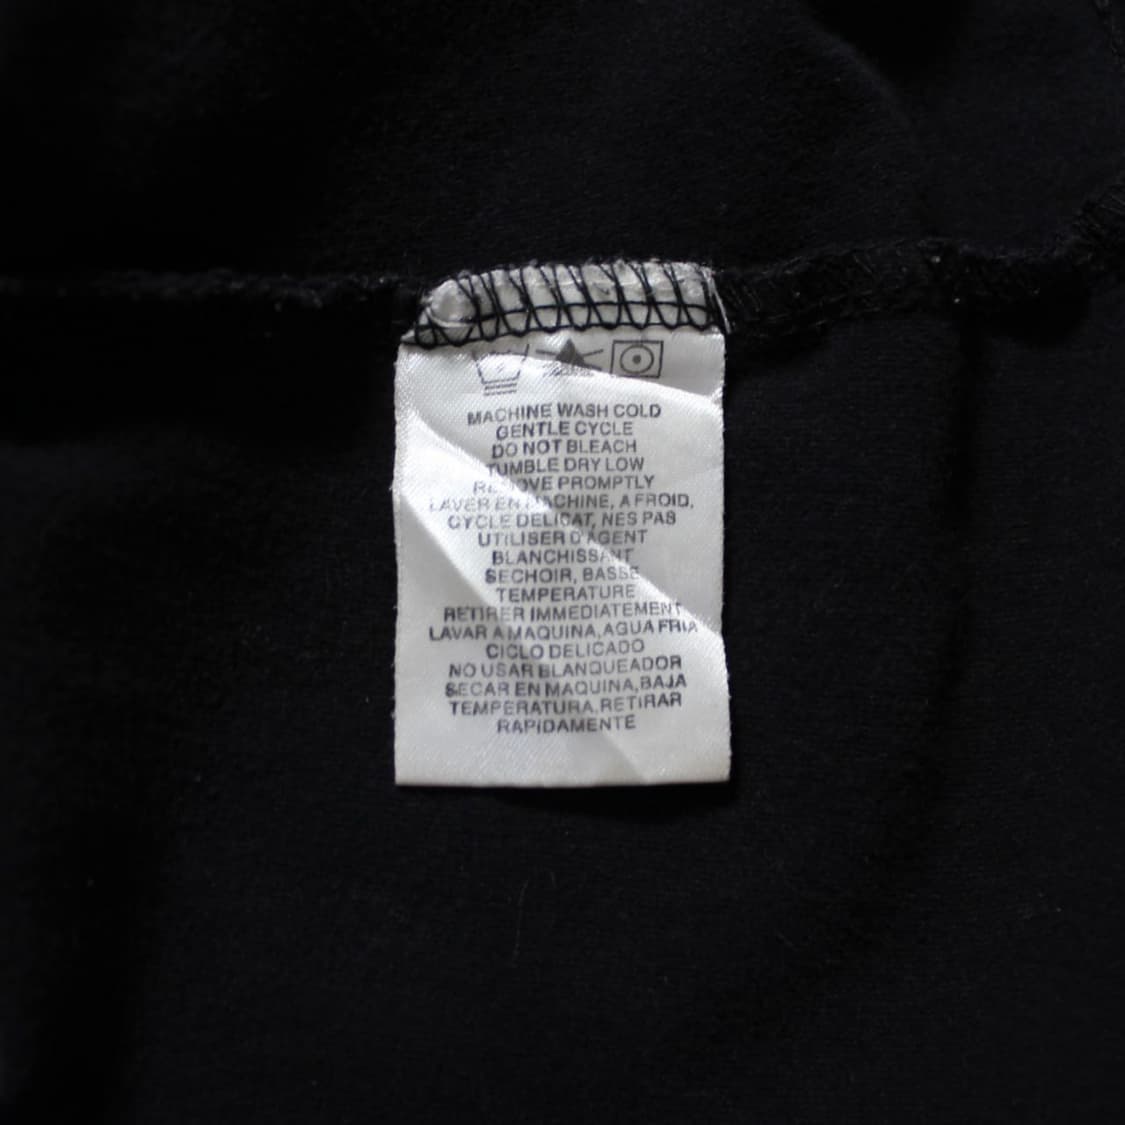 MACHINE WASH COLD
GENTLE CYCLE
DO NOT BLEACH
TUMBLE DRY LOW
REMOVE PROMPTLY
LAVER EN MACHINE, A FROID,
CYCLE DELICAT, NES PAS
UTILISER D'AGENT
BLANCHISSANT
SECHOIR, BASSE
TEMPERATURE
RETIRER IMMEDIATEMENT
LAVAR A MAQUINA, AGUA FRIA
CICLO DELICADO
NO USAR BLANQUEADOR
SECAR EN MAQUINA, BAJA
TEMPERATURA, RETIRAR
RAPIDAMENTE